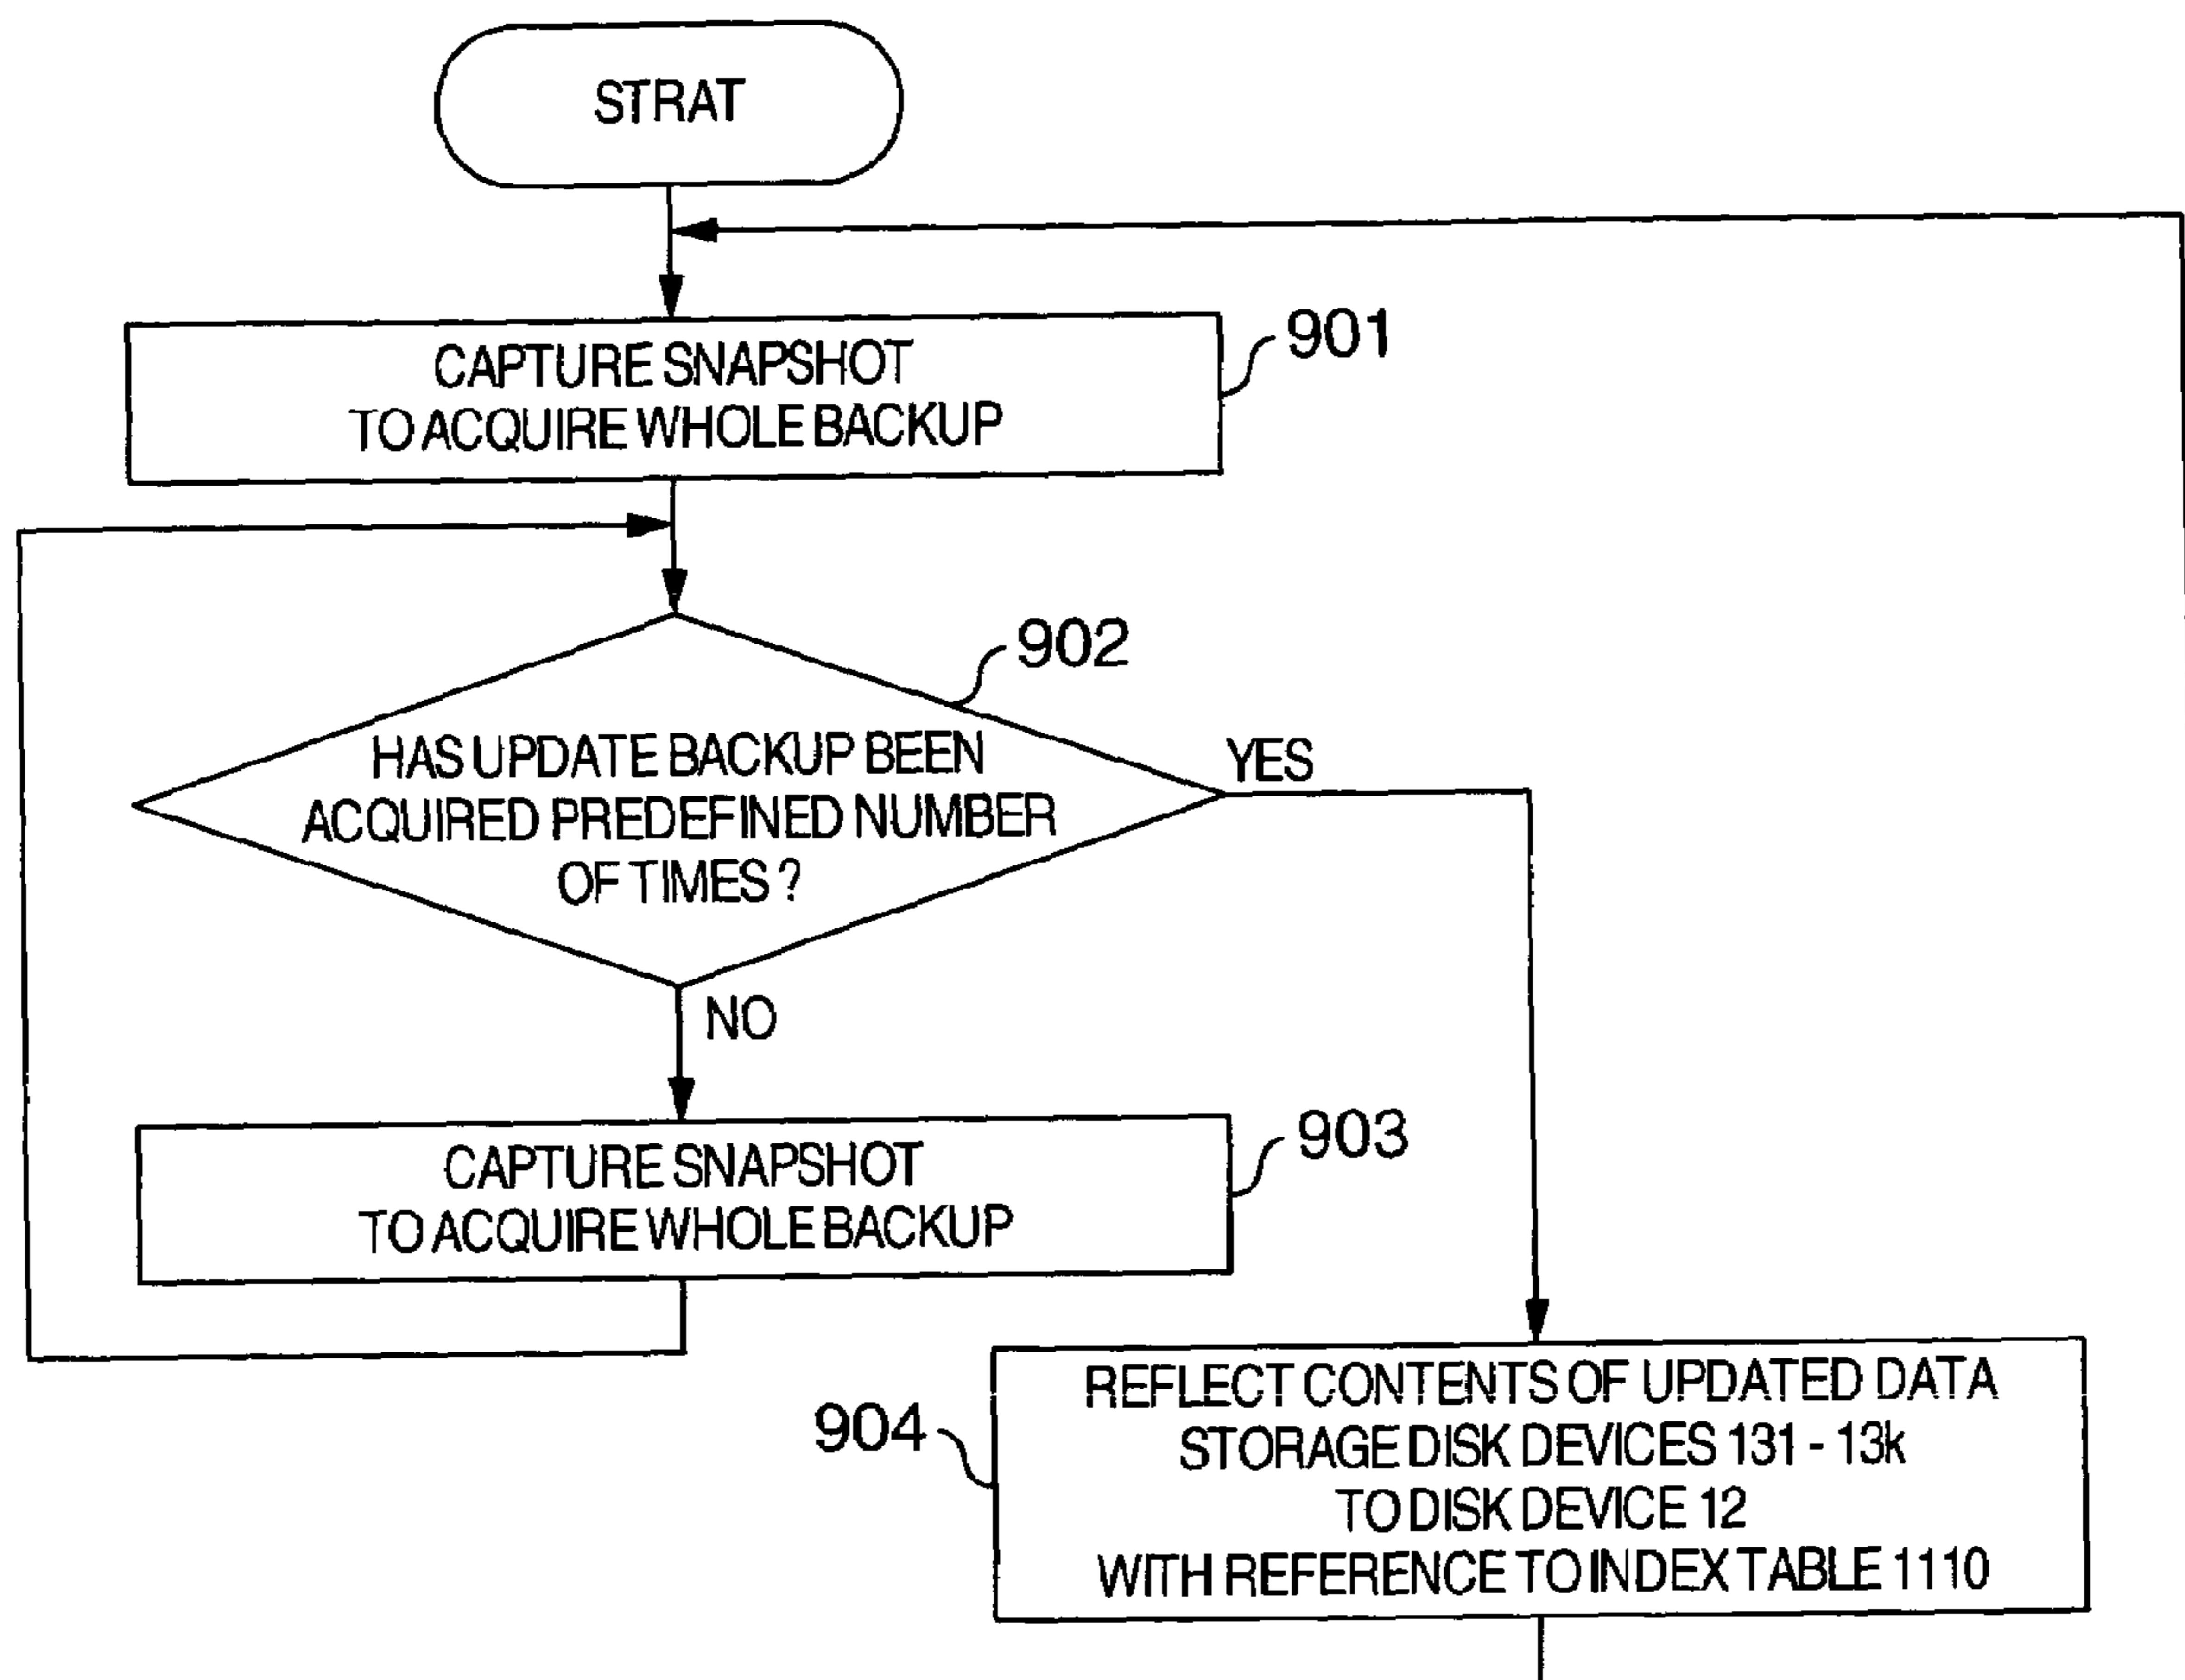 STRAT
CAPTURE SNAPSHOT
TO ACQUIRE WHOLE BACKUP
901
902
HAS UPDATE BACKUP BEEN
ACQUIRED PREDEFINED NUMBER
OF TIMES ?
YES
NO
CAPTURE SNAPSHOT
TO ACQUIRE WHOLE BACKUP
903
904
REFLECT CONTENTS OF UPDATED DATA
STORAGE DISK DEVICES 131 - 13k
TO DISK DEVICE 12
WITH REFERENCE TO INDEX TABLE 1110